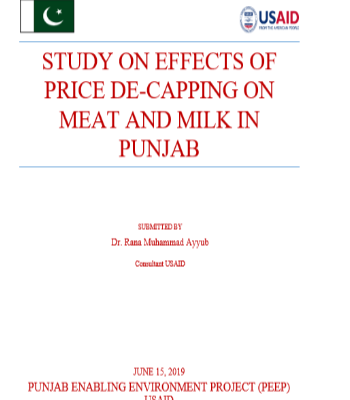 USAID
FROM THE AMERICAN PEOPLE
STUDY ON EFFECTS OF
PRICE DE-CAPPING ON
MEAT AND MILK IN
PUNJAB
SUBMITTED BY
Dr. Rana Muhammad Ayyub
Consultant USAID
JUNE 15, 2019
PUNJAB ENABLING ENVIRONMENT PROJECT (PEEP)
USAID